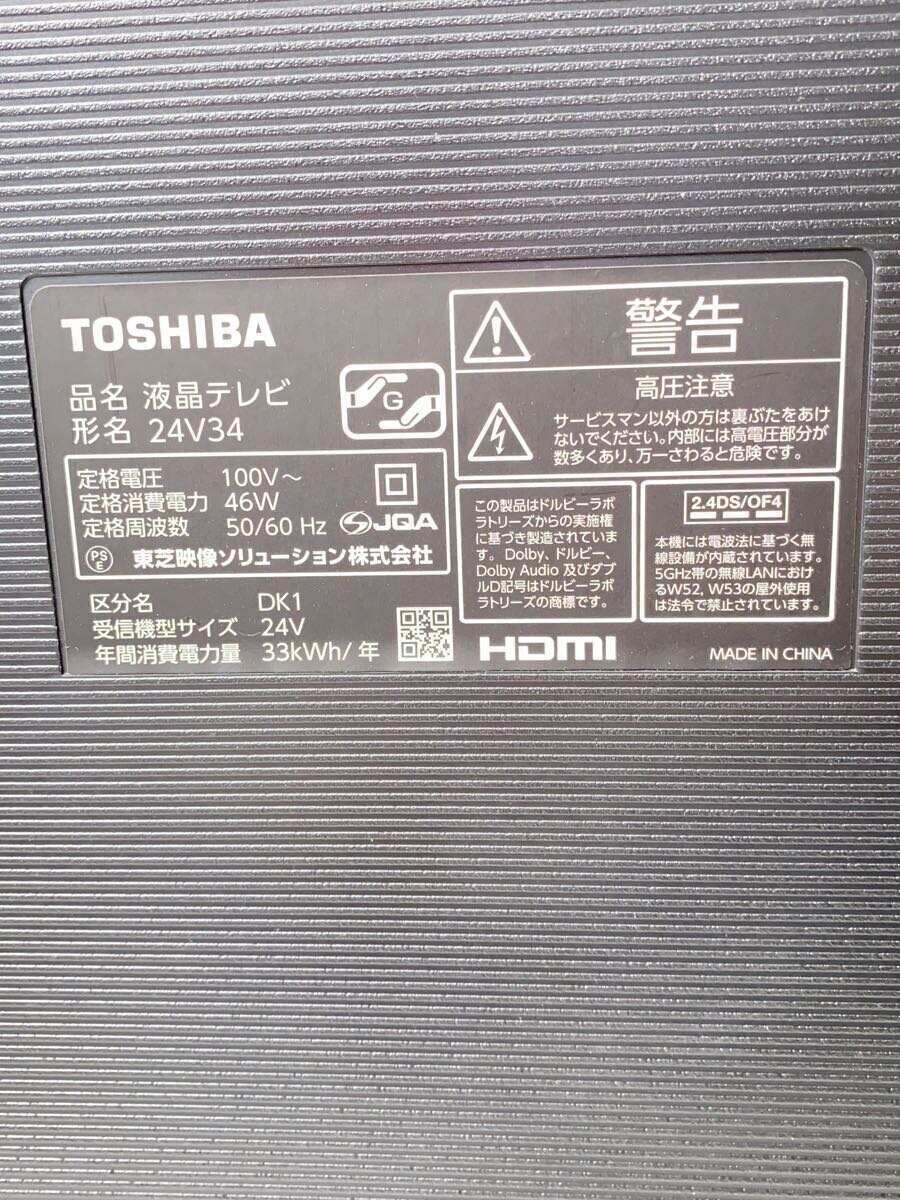 TOSHIBA
品名 液晶テレビ
形名 24V34
G
定格電圧 100V～
定格消費電力 46W
定格周波数 50/60 Hz
JQA
PS
E
東芝映像ソリューション株式会社
区分名 DK1
受信機型サイズ 24V
年間消費電力量 33kWh/年
警告
高圧注意
サービスマン以外の方は裏ぶたをあけ
ないでください。内部には高電圧部分が
数多くあり、万一さわると危険です。
この製品はドルビーラボ
ラトリーズからの実施権
に基づき製造されていま
す。Dolby、ドルビー、
Dolby Audio 及びダブ
ルD記号はドルビーラボ
ラトリーズの商標です。
2.4DS/OF4
本機には電波法に基づく無
線設備が内蔵されています。
5GHz帯の無線LANにおけ
るW52, W53の屋外使用
は法令で禁止されています。
HDMI
MADE IN CHINA